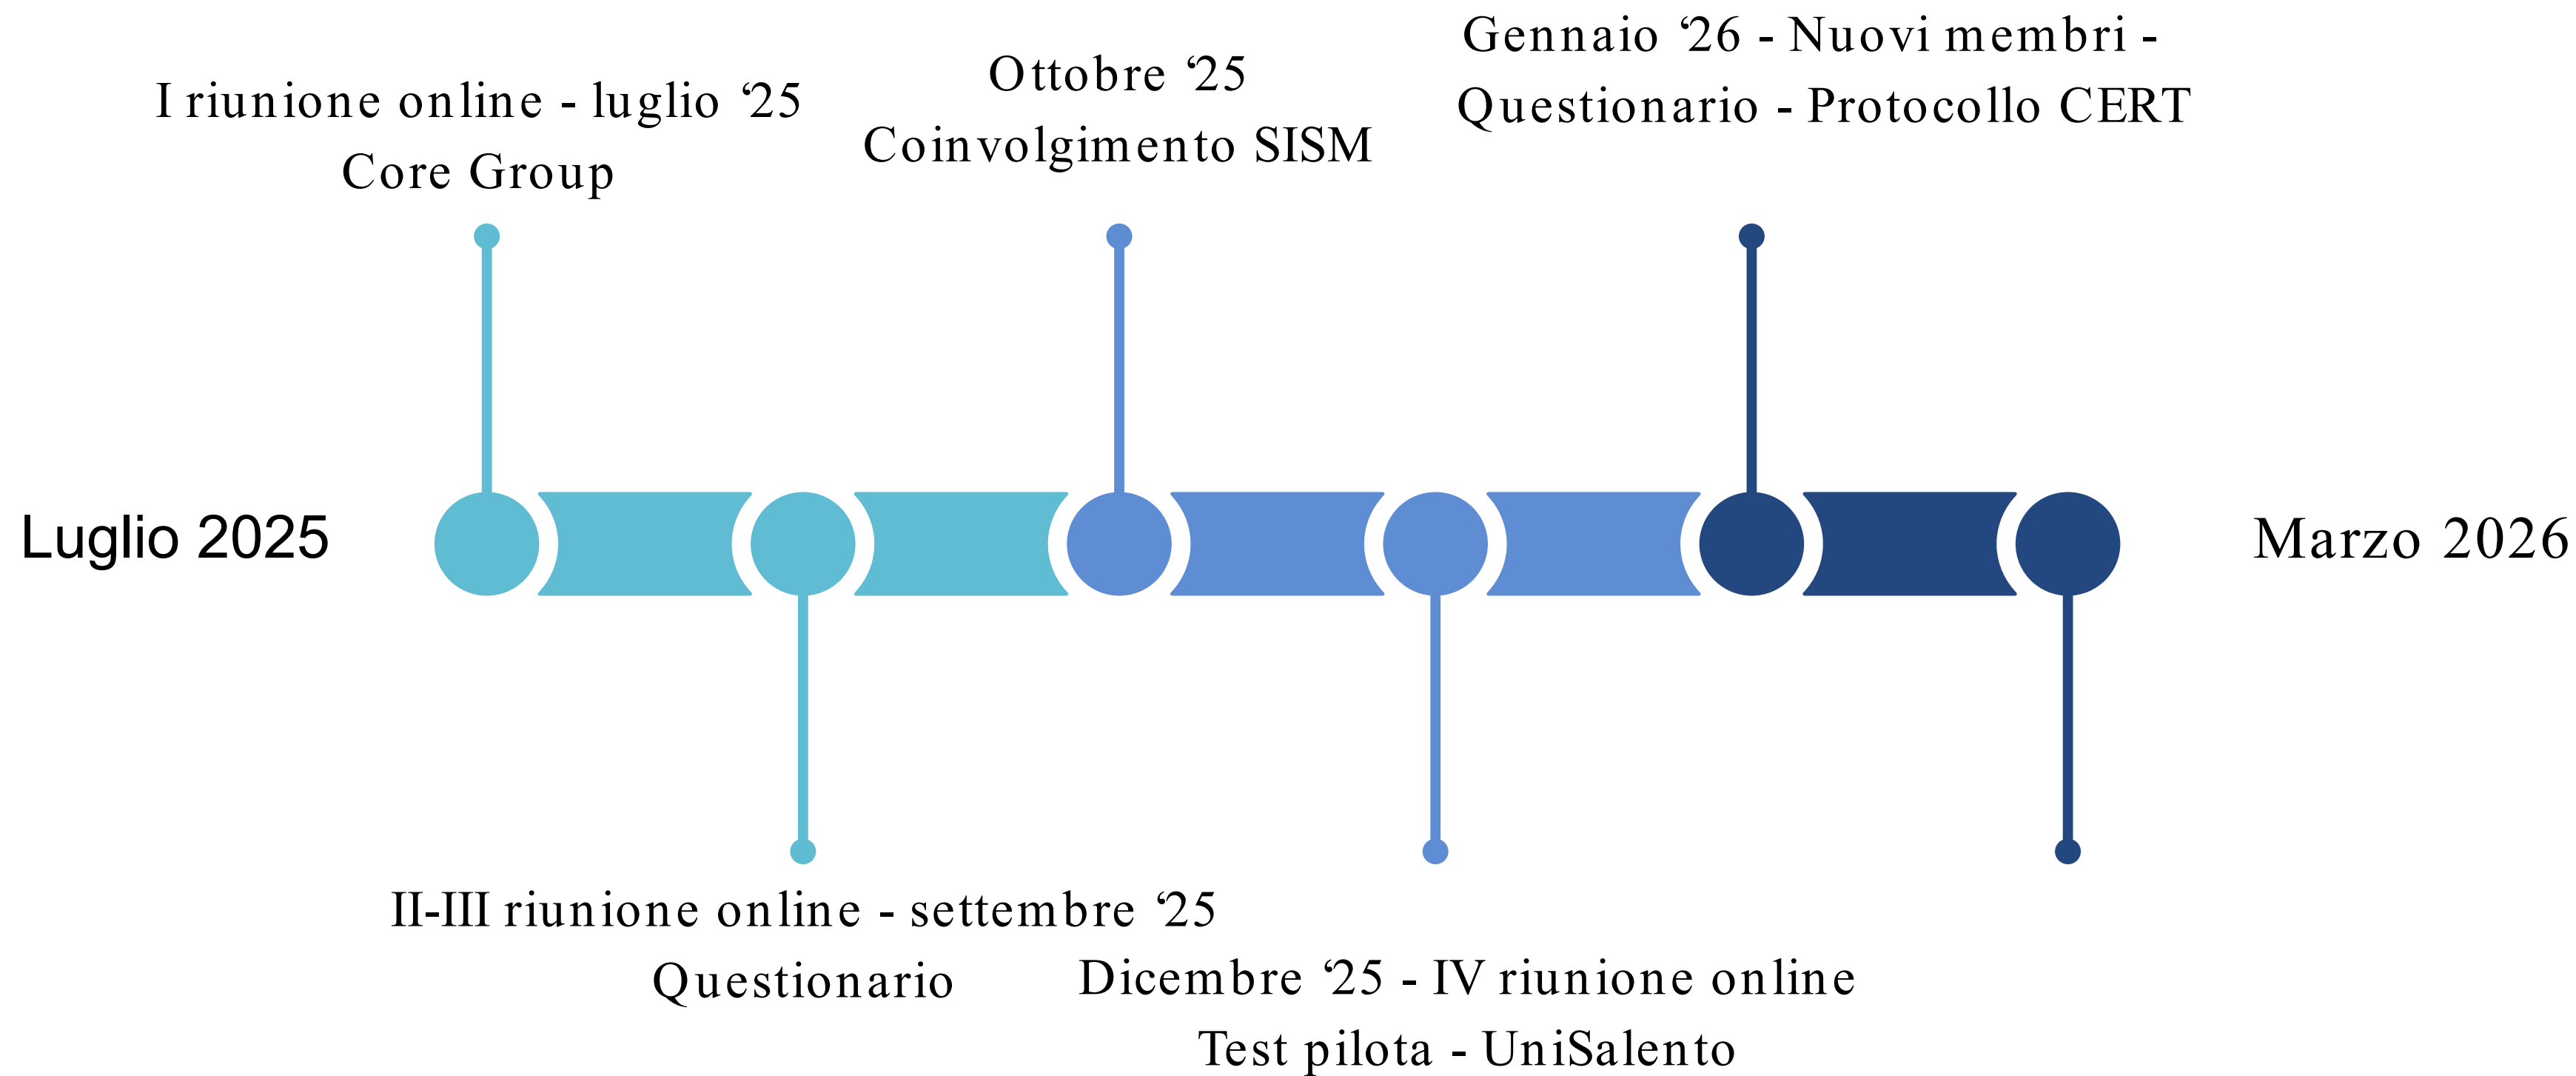 Gennaio ‘26 - Nuovi membri -
Questionario - Protocollo CERT
Ottobre ‘25
Coinvolgimento SISM
I riunione online - luglio ‘25
Core Group
Luglio 2025
Marzo 2026
II-III riunione online - settembre ‘25
Questionario
Dicembre ‘25 - IV riunione online
Test pilota - UniSalento